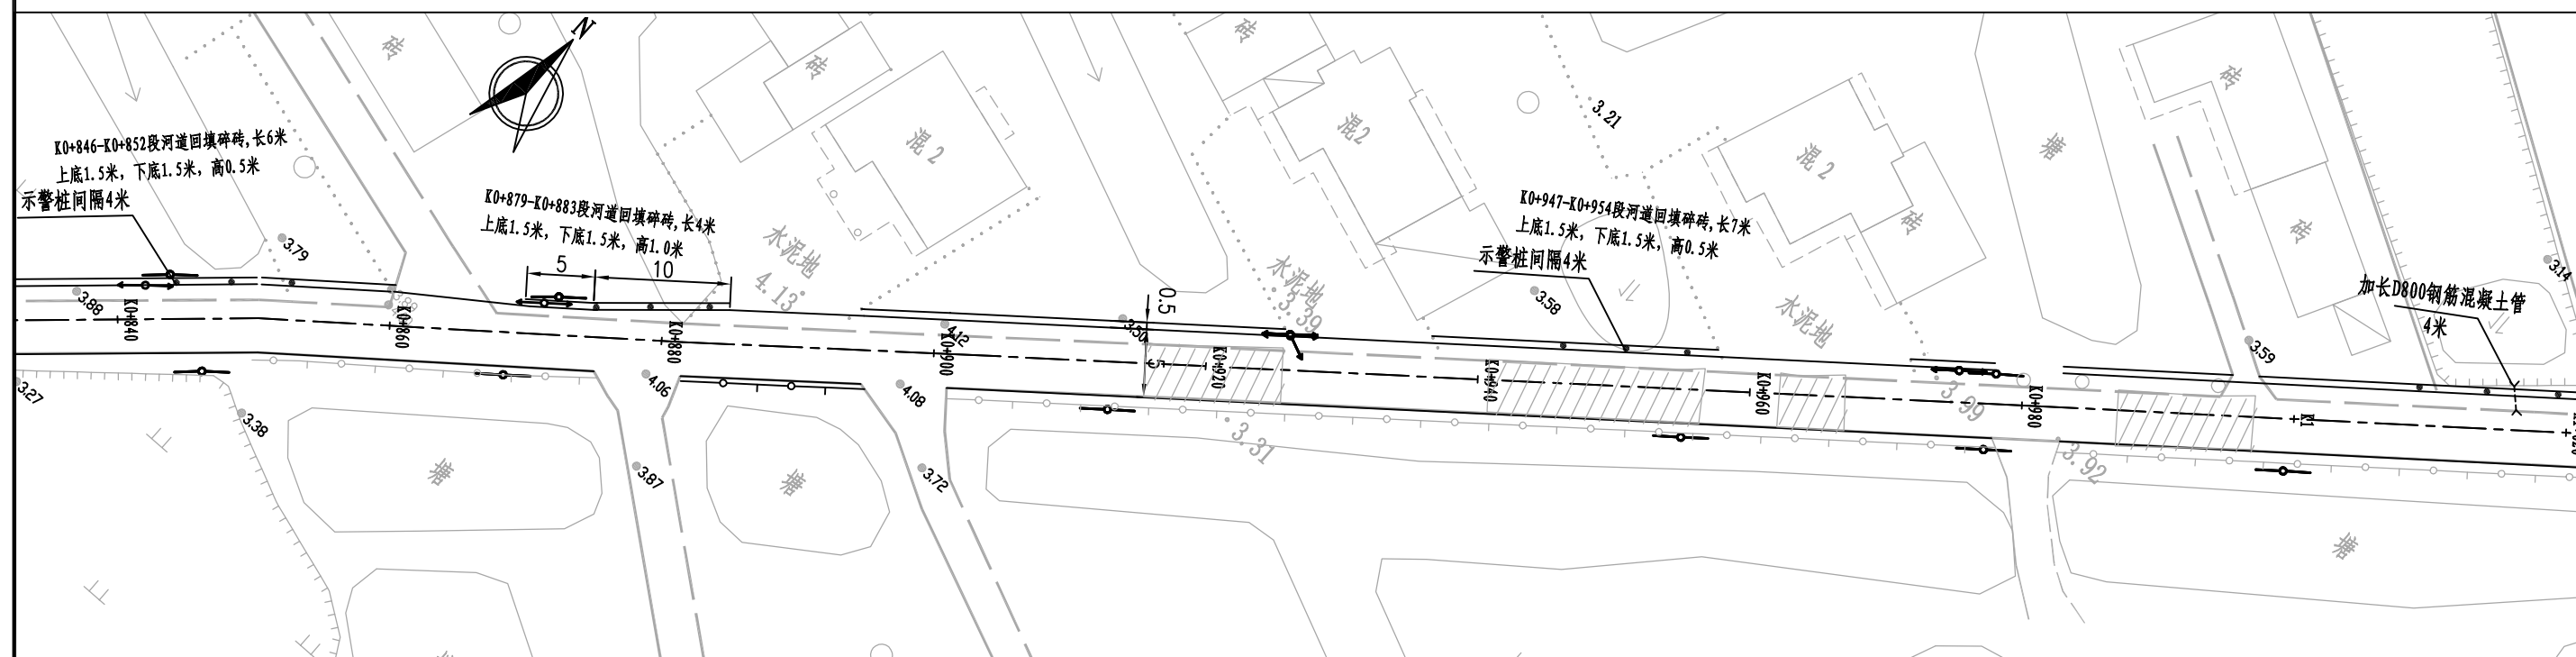 N
砖
砖
砖
砖
混 2
混2
混 2
砖
砖
塘
3.21
3.14
K0+846-K0+852段河道回填碎砖,长6米
上底1.5米，下底1.5米，高0.5米
示警桩间隔4米
K0+879-K0+883段河道回填碎砖,长4米
上底1.5米，下底1.5米，高1.0米
5
10
K0+947-K0+954段河道回填碎砖,长7米
上底1.5米，下底1.5米，高0.5米
示警桩间隔4米
加长D800钢筋混凝土管
4米
水泥地
4.13
水泥地
3.39
水泥地
3.79
3.88
3.58
3.59
0.5
3.50
4.12
5
K0+840
K0+860
K0+880
K0+900
K0+920
K0+940
K0+960
K0+980
K1
3.27
3.38
4.06
4.08
3.87
3.72
3.31
3.99
3.92
塘
塘
塘